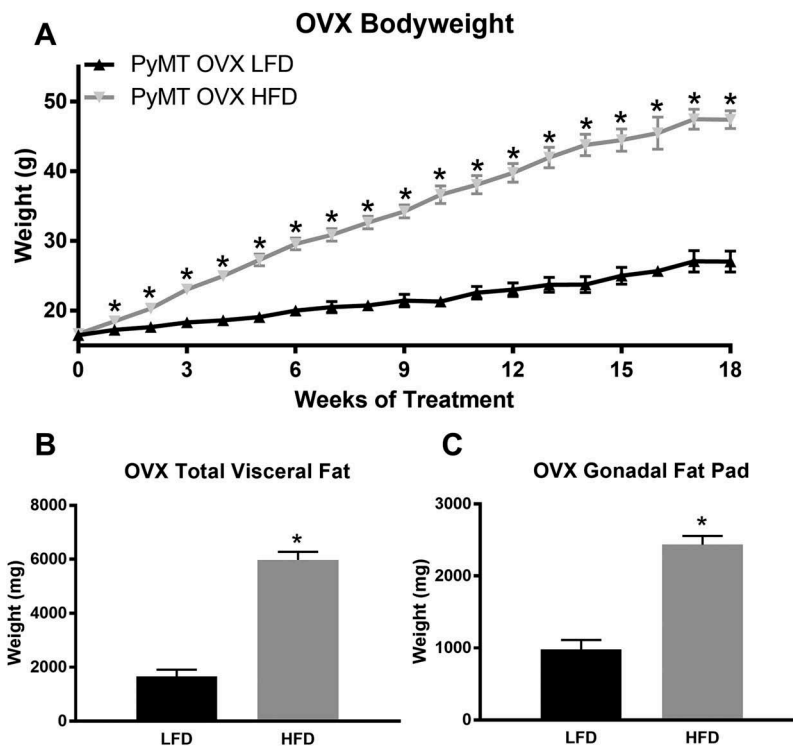 OVX Bodyweight
A
PyMT OVX LFD
PyMT OVX HFD
* * * * * * * * * * * * * * * * * *
50
40
30
20
Weight (g)
0 3 6 9 12 15 18
Weeks of Treatment
B
OVX Total Visceral Fat
8000
6000
4000
2000
0
Weight (mg)
*
LFD HFD
C
OVX Gonadal Fat Pad
3000
2000
1000
0
Weight (mg)
*
LFD HFD